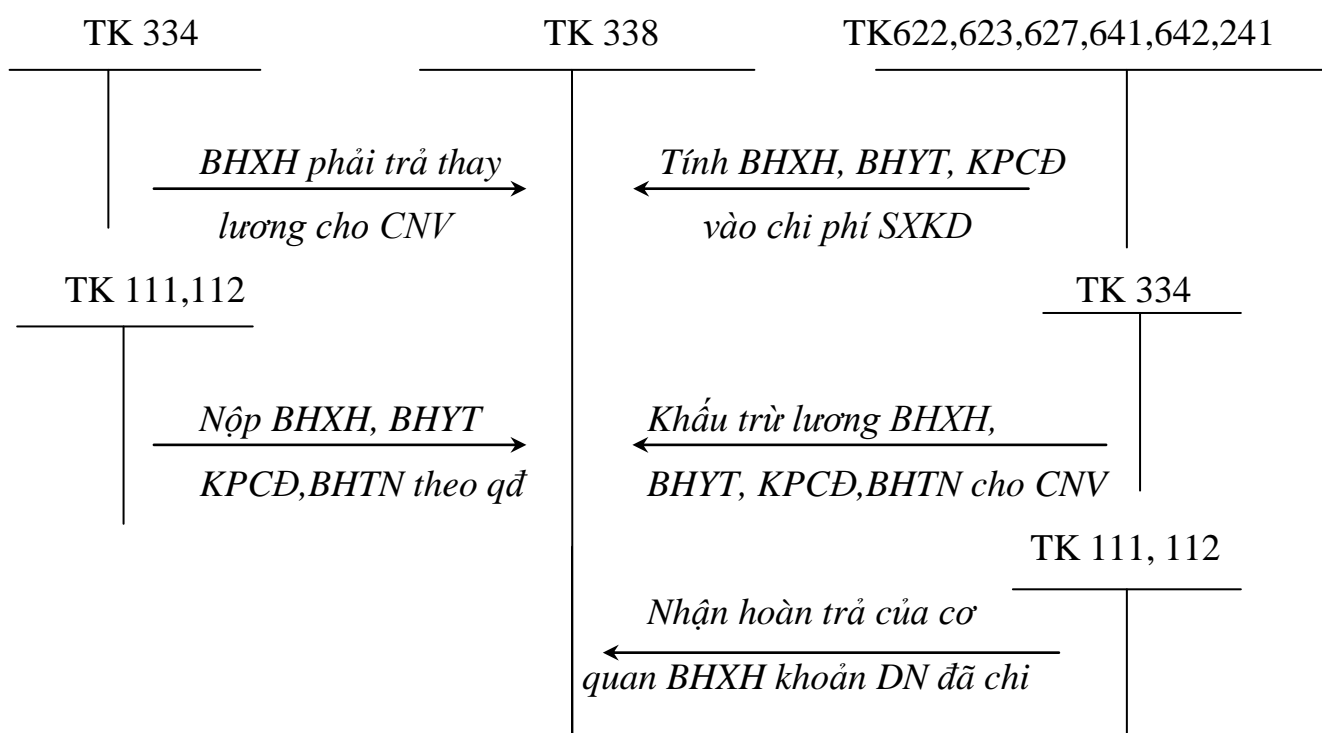 TK 334
TK 338
TK622,623,627,641,642,241
BHXH phải trả thay
lương cho CNV
Tính BHXH, BHYT, KPCĐ
vào chi phí SXKD
TK 111,112
TK 334
Nộp BHXH, BHYT
KPCĐ,BHTN theo qđ
Khấu trừ lương BHXH,
BHYT, KPCĐ,BHTN cho CNV
TK 111, 112
Nhận hoàn trả của cơ
quan BHXH khoản DN đã chi